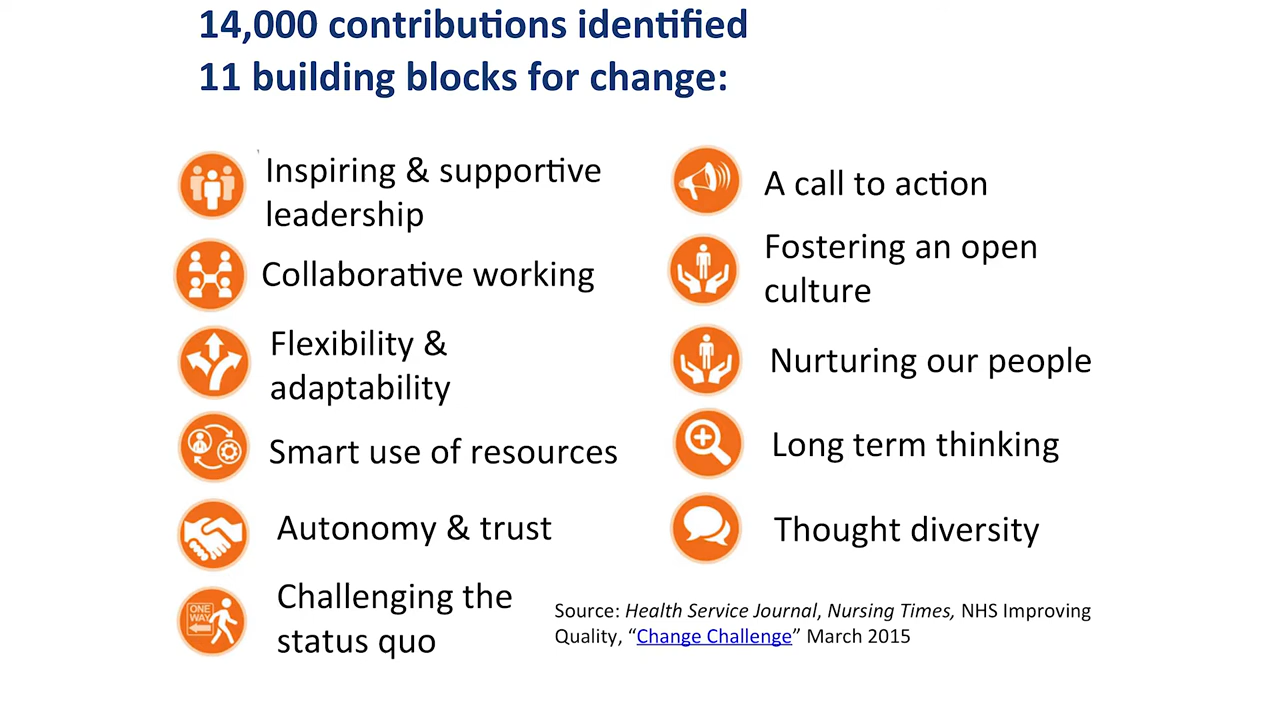 14,000 contributions identified
11 building blocks for change:
Inspiring & supportive
leadership
Collaborative working
Flexibility &
adaptability
Smart use of resources
Autonomy & trust
ONE
WAY
Challenging the
status quo
A call to action
Fostering an open
culture
Nurturing our people
Long term thinking
Thought diversity
Source: Health Service Journal, Nursing Times, NHS Improving
Quality, “Change Challenge” March 2015